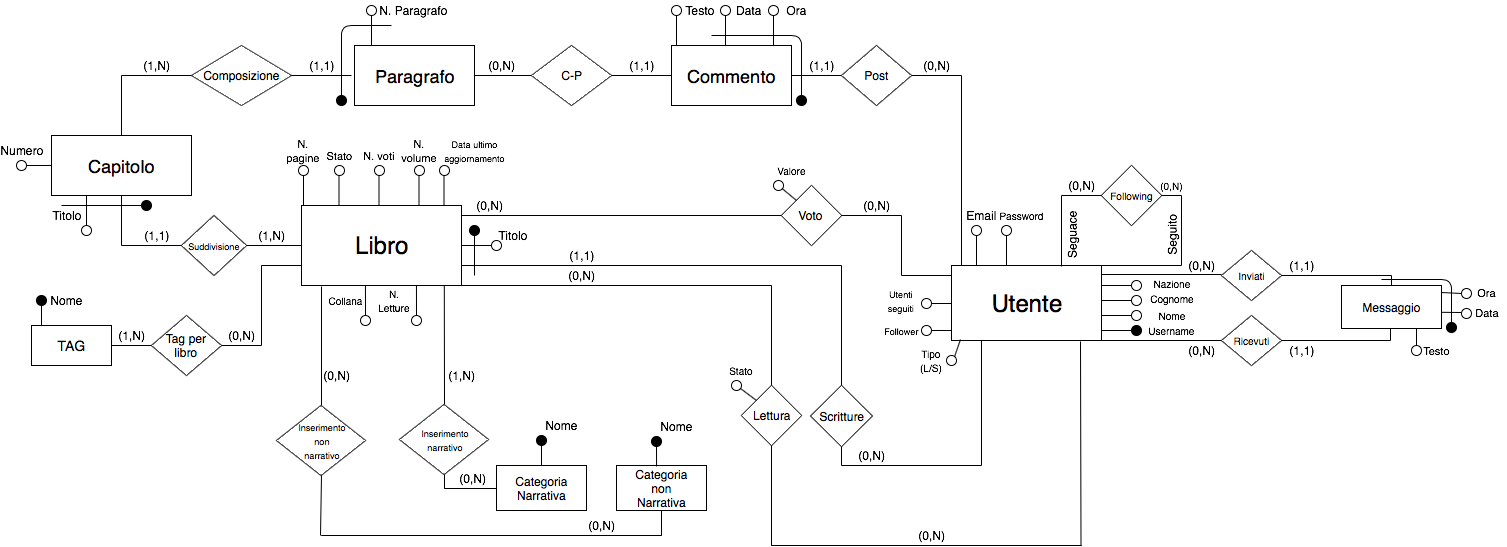 N. Paragrafo
Testo
Data
Ora
(1,N)
Composizione
(1,1)
Paragrafo
(0,N)
C-P
(1,1)
Commento
(1,1)
Post
(0,N)
Numero
Capitolo
Titolo
(1,1)
Suddivisione
(1,N)
N.
pagine
Stato
N. voti
N.
volume
Data ultimo
aggiornamento
Libro
Titolo
(0,N)
Valore
Voto
(0,N)
(1,1)
(0,N)
Collana
N.
Letture
Nome
TAG
(1,N)
Tag per
libro
(0,N)
(0,N)
Following
(0,N)
Seguace
Seguito
Email
Password
Utente
Utenti
seguiti
Follower
Tipo
(L/S)
Nazione
Cognome
Nome
Username
(0,N)
Inviati
(1,1)
Messaggio
Ora
Data
Testo
(0,N)
Ricevuti
(1,1)
(0,N)
Inserimento
non
narrativo
(1,N)
Inserimento
narrativo
(0,N)
Nome
Categoria
Narrativa
Nome
Categoria
non
Narrativa
(0,N)
Stato
Lettura
Scritture
(0,N)
(0,N)